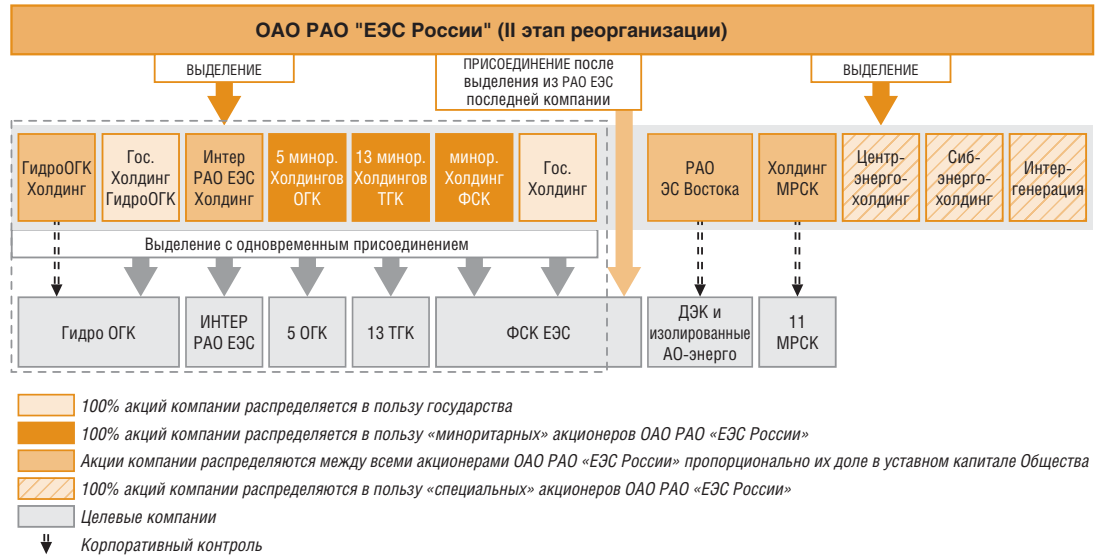 ОАО РАО "ЕЭС России" (II этап реорганизации)
ВЫДЕЛЕНИЕ
ПРИСОЕДИНЕНИЕ после
выделения из РАО ЕЭС
последней компании
ВЫДЕЛЕНИЕ
ГидроОГК
Холдинг
Гос.
Холдинг
ГидроОГК
Интер
РАО ЕЭС
Холдинг
5 минор.
Холдингов
ОГК
13 минор.
Холдингов
ТГК
минор.
Холдинг
ФСК
Гос.
Холдинг
РАО
ЭС Востока
Холдинг
МРСК
Центр-
энерго-
холдинг
Сиб-
энерго-
холдинг
Интер-
генерация
Выделение с одновременным присоединением
Гидро ОГК
ИНТЕР
РАО ЕЭС
5 ОГК
13 ТГК
ФСК ЕЭС
ДЭК и
изолированные
АО-энерго
11
МРСК
100% акций компании распределяется в пользу государства
100% акций компании распределяется в пользу «миноритарных» акционеров ОАО РАО «ЕЭС России»
Акции компании распределяются между всеми акционерами ОАО РАО «ЕЭС России» пропорционально их доле в уставном капитале Общества
100% акций компании распределяются в пользу «специальных» акционеров ОАО РАО «ЕЭС России»
Целевые компании
Корпоративный контроль